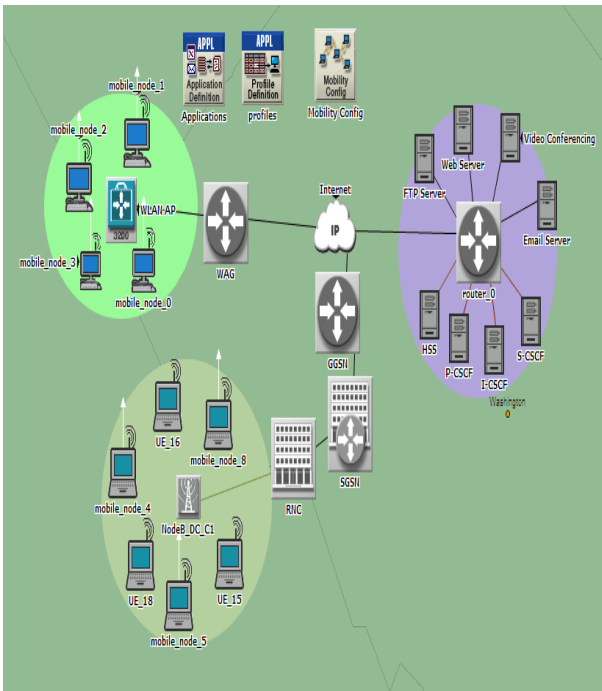 APPL
Application
Definition
Applications
APPL
Profile
Definition
profiles
Mobility
Config
Mobility Config
mobile_node_1
mobile_node_2
WLAN AP
3200
mobile_node_3
mobile_node_0
WAG
Internet
IP
Web Server
Video Conferencing
FTP Server
Email Server
router_0
HSS
P-CSCF
I-CSCF
S-CSCF
Washington
GGSN
SGSN
RNC
UE_16
mobile_node_8
mobile_node_4
NodeB_DC_C1
UE_18
UE_15
mobile_node_5